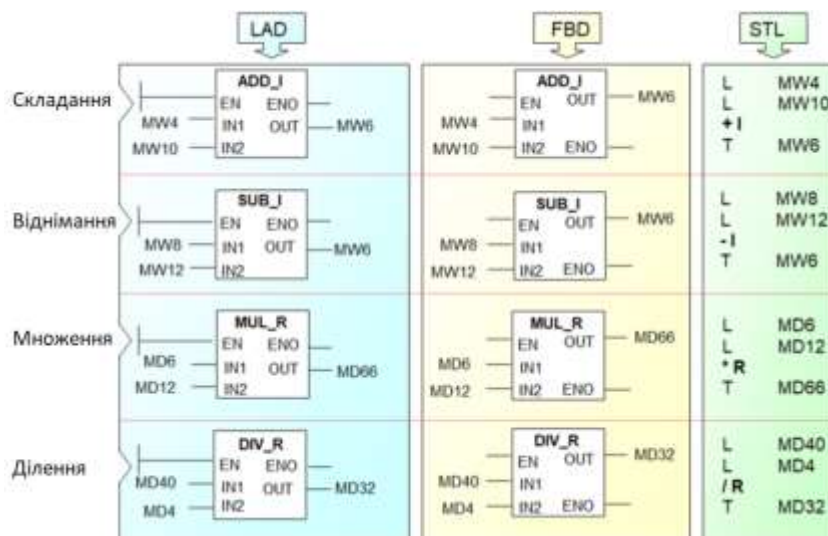 LAD FBD STL
Складання
ADD_I
EN ENO
MW4 IN1 OUT MW6
MW10 IN2
ADD_I
EN OUT MW6
MW4 IN1
MW10 IN2 ENO
L MW4
L MW10
+ I
T MW6
Віднімання
SUB_I
EN ENO
MW8 IN1 OUT MW6
MW12 IN2
SUB_I
EN OUT MW6
MW8 IN1
MW12 IN2 ENO
L MW8
L MW12
- I
T MW6
Множення
MUL_R
EN ENO
MD6 IN1 OUT MD66
MD12 IN2
MUL_R
EN OUT MD66
MD6 IN1
MD12 IN2 ENO
L MD6
L MD12
* R
T MD66
Ділення
DIV_R
EN ENO
MD40 IN1 OUT MD32
MD4 IN2
DIV_R
EN OUT MD32
MD40 IN1
MD4 IN2 ENO
L MD40
L MD4
/ R
T MD32